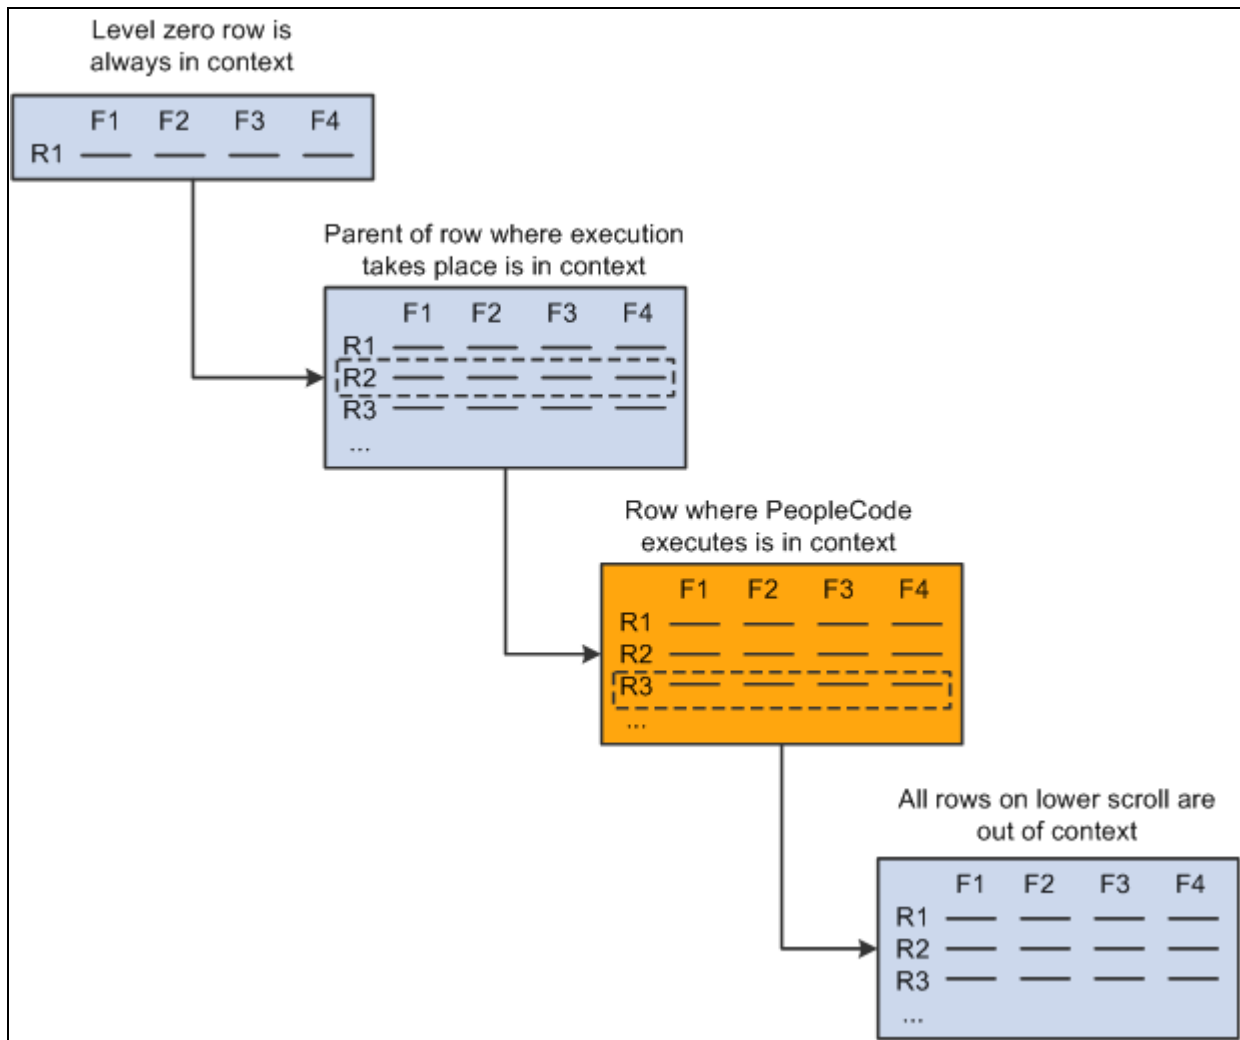 Level zero row is
always in context
F1 F2 F3 F4
R1
Parent of row where execution
takes place is in context
F1 F2 F3 F4
R1
R2
R3
...
Row where PeopleCode
executes is in context
F1 F2 F3 F4
R1
R2
R3
...
All rows on lower scroll are
out of context
F1 F2 F3 F4
R1
R2
R3
...